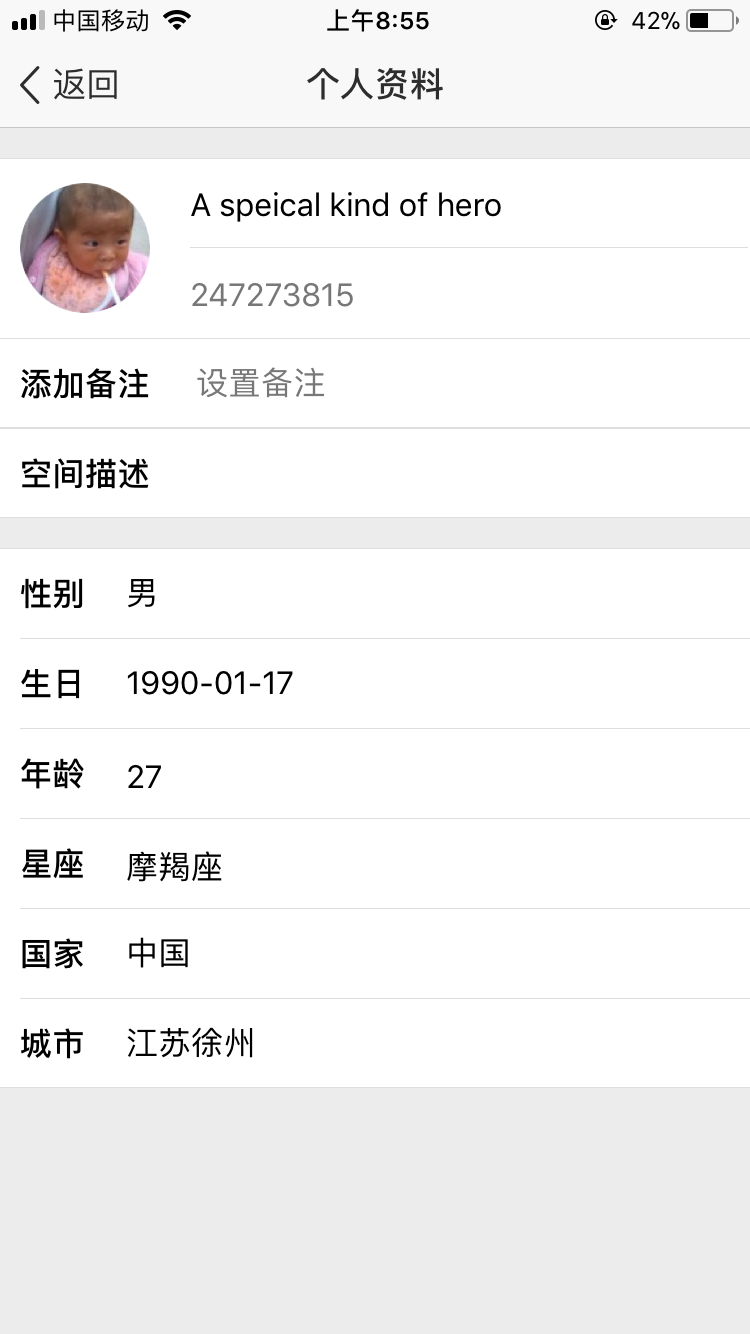 中国移动 上午8:55 42%
返回 个人资料
A speical kind of hero
247273815
添加备注 设置备注
空间描述
性别 男
生日 1990-01-17
年龄 27
星座 摩羯座
国家 中国
城市 江苏徐州